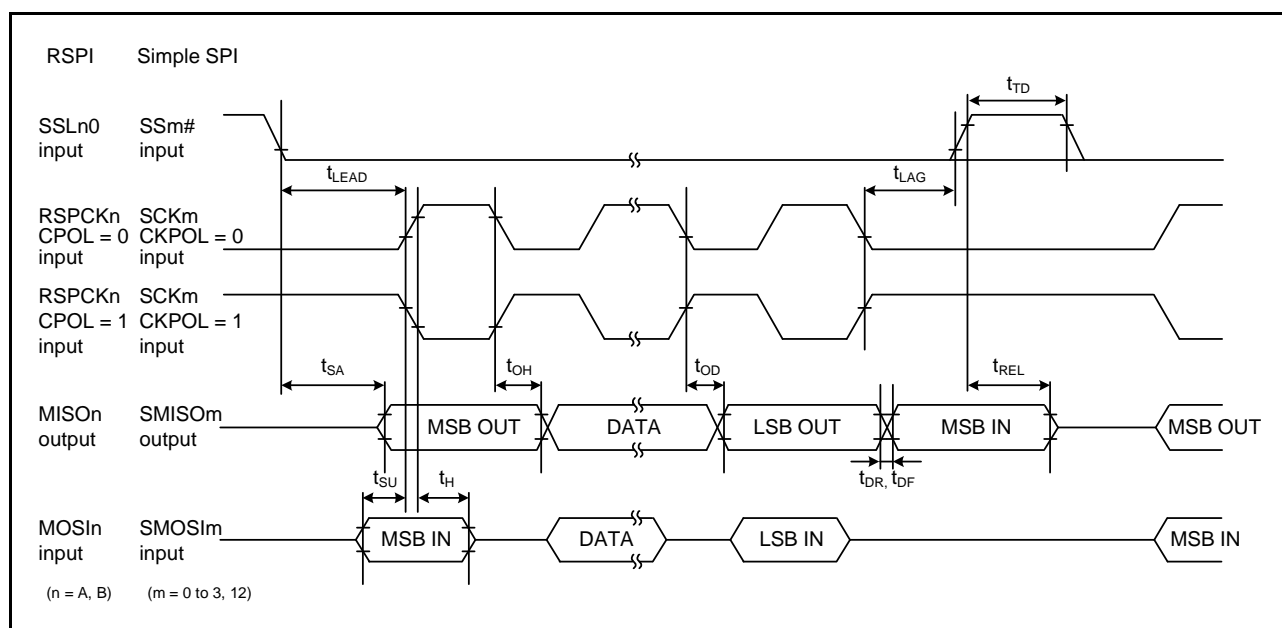 RSPI Simple SPI
tTD
SSLn0 SSm#
input input
tLEAD
tLAG
RSPCKn SCKm
CPOL = 0 CKPOL = 0
input input
RSPCKn SCKm
CPOL = 1 CKPOL = 1
input input
tSA tOH tOD tREL
MISOn SMISOm
output output
MSB OUT DATA LSB OUT MSB IN MSB OUT
tSU tH tDR, tDF
MOSIn SMOSIm
input input
MSB IN DATA LSB IN MSB IN
(n = A, B) (m = 0 to 3, 12)